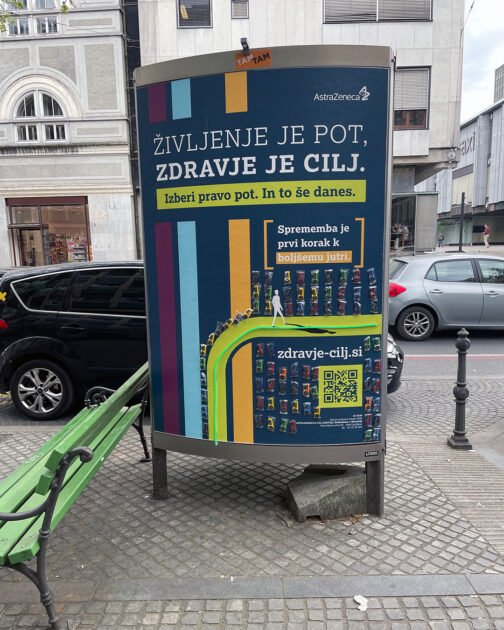 TAM
TAM
AstraZeneca
ŽIVLJENJE JE POT,
ZDRAVJE JE CILJ.
Izberi pravo pot. In to še danes.
Sprememba je
prvi korak k
boljšemu jutri.
zdravje-cilj.si